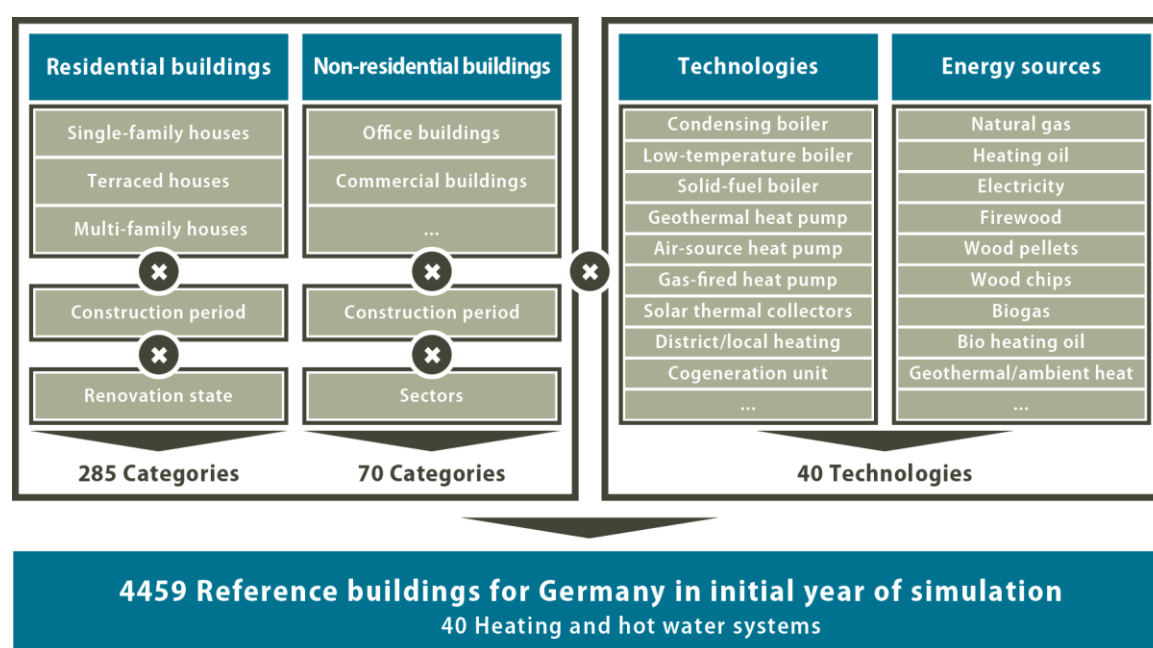 Residential buildings
Single-family houses
Terraced houses
Multi-family houses
Construction period
Renovation state
285 Categories
Non-residential buildings
Office buildings
Commercial buildings
...
Construction period
Sectors
70 Categories
Technologies
Condensing boiler
Low-temperature boiler
Solid-fuel boiler
Geothermal heat pump
Air-source heat pump
Gas-fired heat pump
Solar thermal collectors
District/local heating
Cogeneration unit
...
Energy sources
Natural gas
Heating oil
Electricity
Firewood
Wood pellets
Wood chips
Biogas
Bio heating oil
Geothermal/ambient heat
...
40 Technologies
4459 Reference buildings for Germany in initial year of simulation
40 Heating and hot water systems